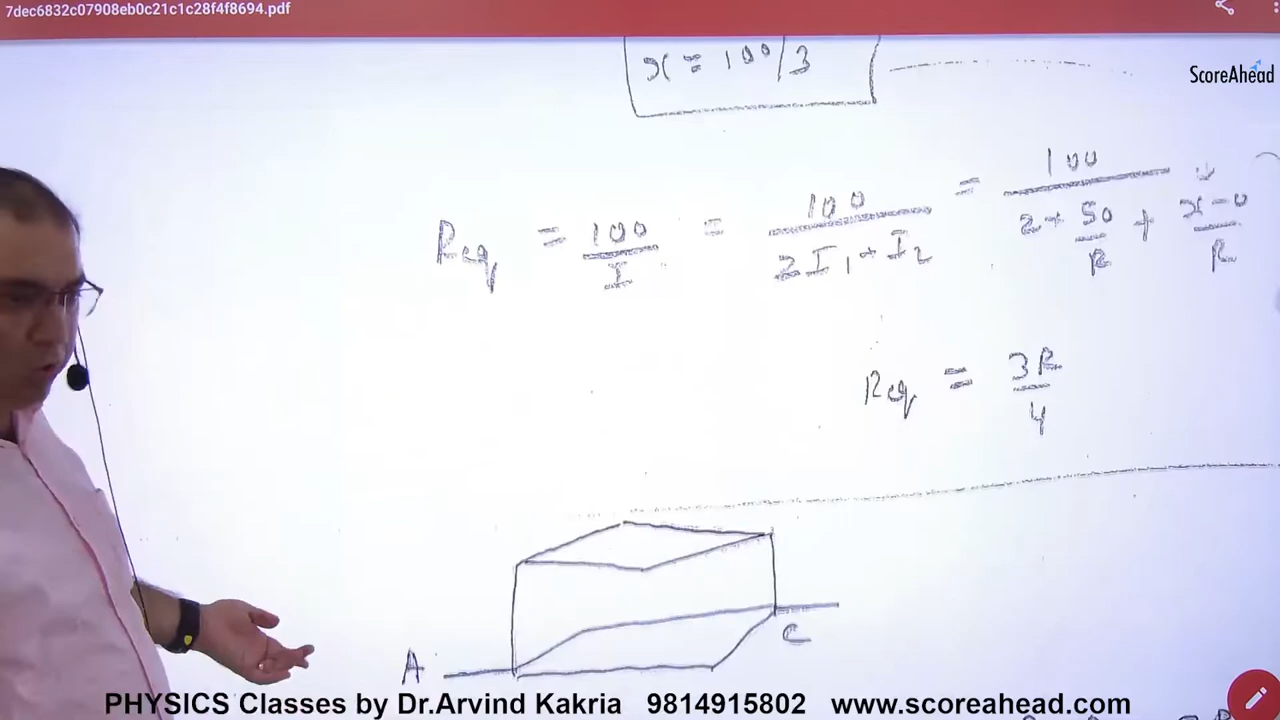 7dec6832c07908eb0c21c1c28f4f8694.pdf
x = 100/3
ScoreAhead
Req = 100/I = 100/(2I₁+I₂) = 100/(2+ 50/R + (x-0)/R)
Req = 3R/4
A
C
PHYSICS Classes by Dr.Arvind Kakria 9814915802 www.scoreahead.com